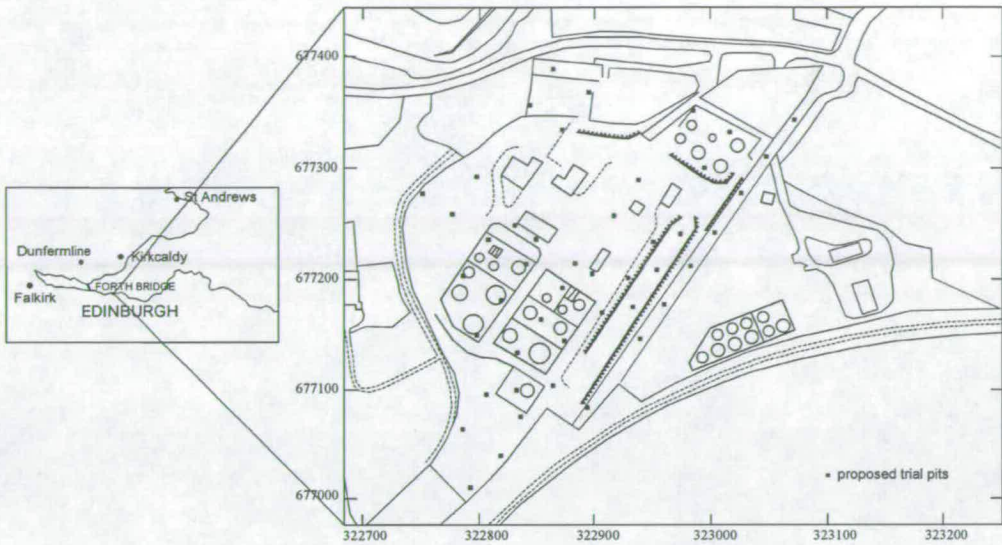 677400
677300
677200
677100
677000
322700
322800
322900
323000
323100
323200
proposed trial pits
St Andrews
Dunfermline
Kirkcaldy
Falkirk
FORTH BRIDGE
EDINBURGH